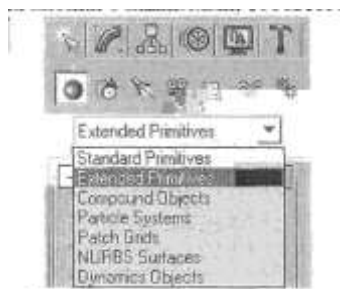 Extended Primitives
Standard Primitives
Extended Primitives
Compound Objects
Particle Systems
Patch Grids
NURBS Surfaces
Dynamics Objects